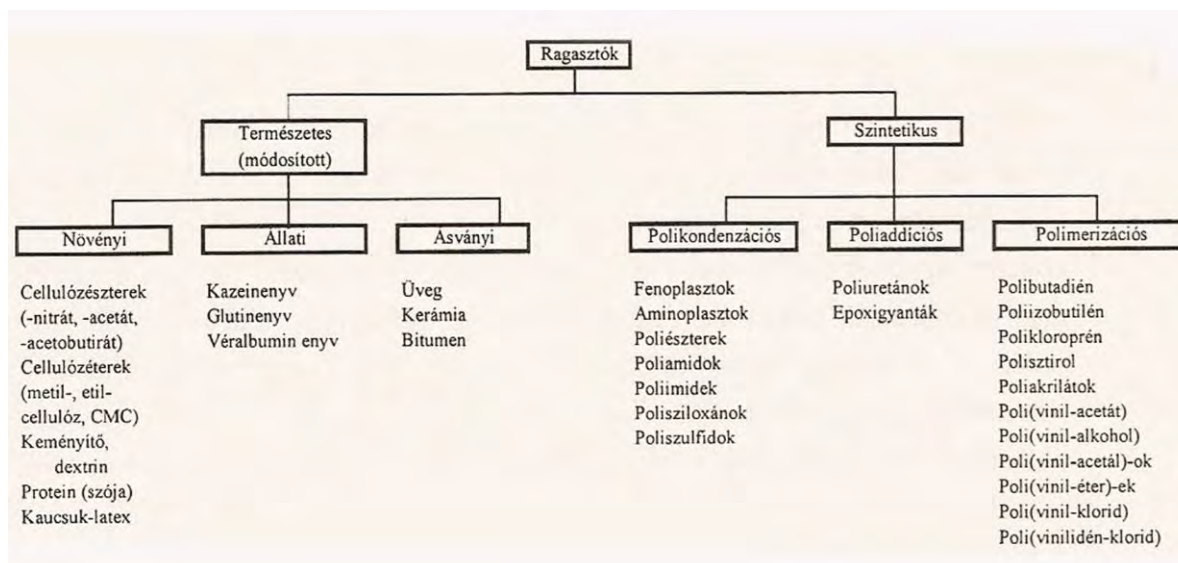 Ragasztók
Természetes
(módosított)
Szintetikus
Növényi
Állati
Ásványi
Polikondenzációs
Poliaddíciós
Polimerizációs
Cellulózészterek
(-nitrát, -acetát,
-acetobutirát)
Cellulózéterek
(metil-, etil-
cellulóz, CMC)
Keményítő,
dextrin
Protein (szója)
Kaucsuk-latex
Kazeinenyv
Glutinenyv
Véralbumin enyv
Üveg
Kerámia
Bitumen
Fenoplasztok
Aminoplasztok
Poliészterek
Poliamidok
Poliimidek
Polisziloxánok
Poliszulfidok
Poliuretánok
Epoxigyanták
Polibutadién
Poliizobutilén
Polikloroprén
Polisztirol
Poliakrilátok
Poli(vinil-acetát)
Poli(vinil-alkohol)
Poli(vinil-acetál)-ok
Poli(vinil-éter)-ek
Poli(vinil-klorid)
Poli(vinilidén-klorid)